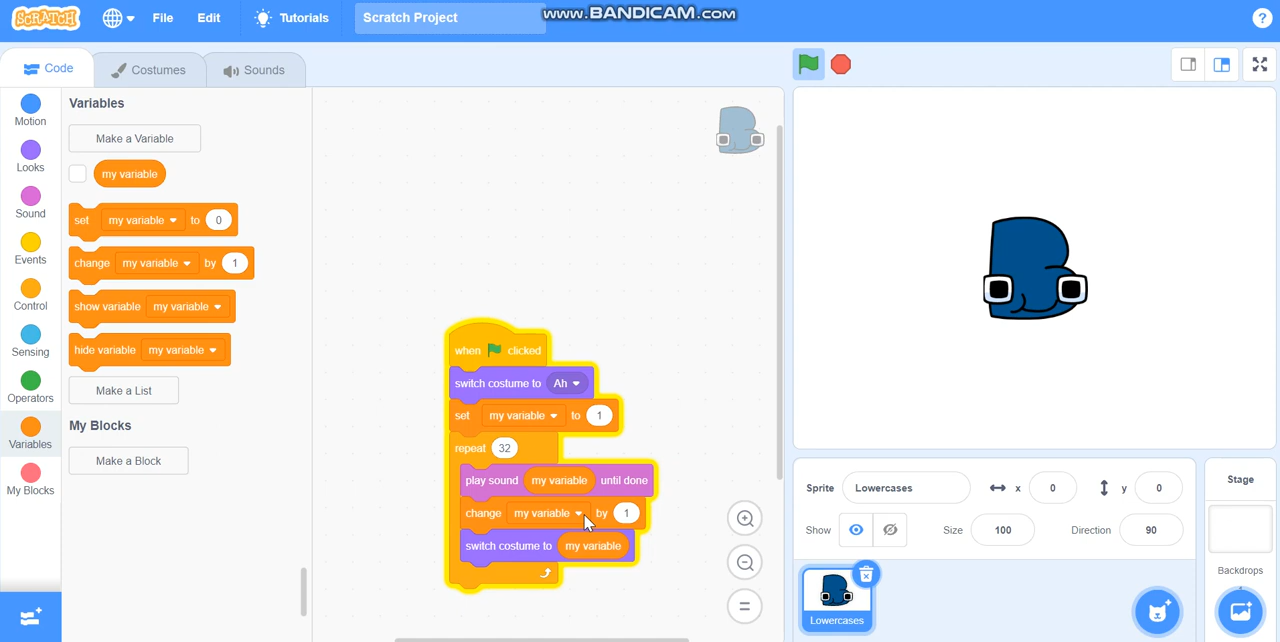 SCRATCH File Edit Tutorials Scratch Project www.BANDICAM.com ?
Code Costumes Sounds
Motion
Looks
Sound
Events
Control
Sensing
Operators
Variables
My Blocks
Variables
Make a Variable
my variable
set my variable to 0
change my variable by 1
show variable my variable
hide variable my variable
Make a List
My Blocks
Make a Block
when clicked
switch costume to Ah
set my variable to 1
repeat 32
play sound my variable until done
change my variable by 1
switch costume to my variable
Sprite Lowercases x 0 y 0
Show Size 100 Direction 90
Lowercases
Stage
Backdrops